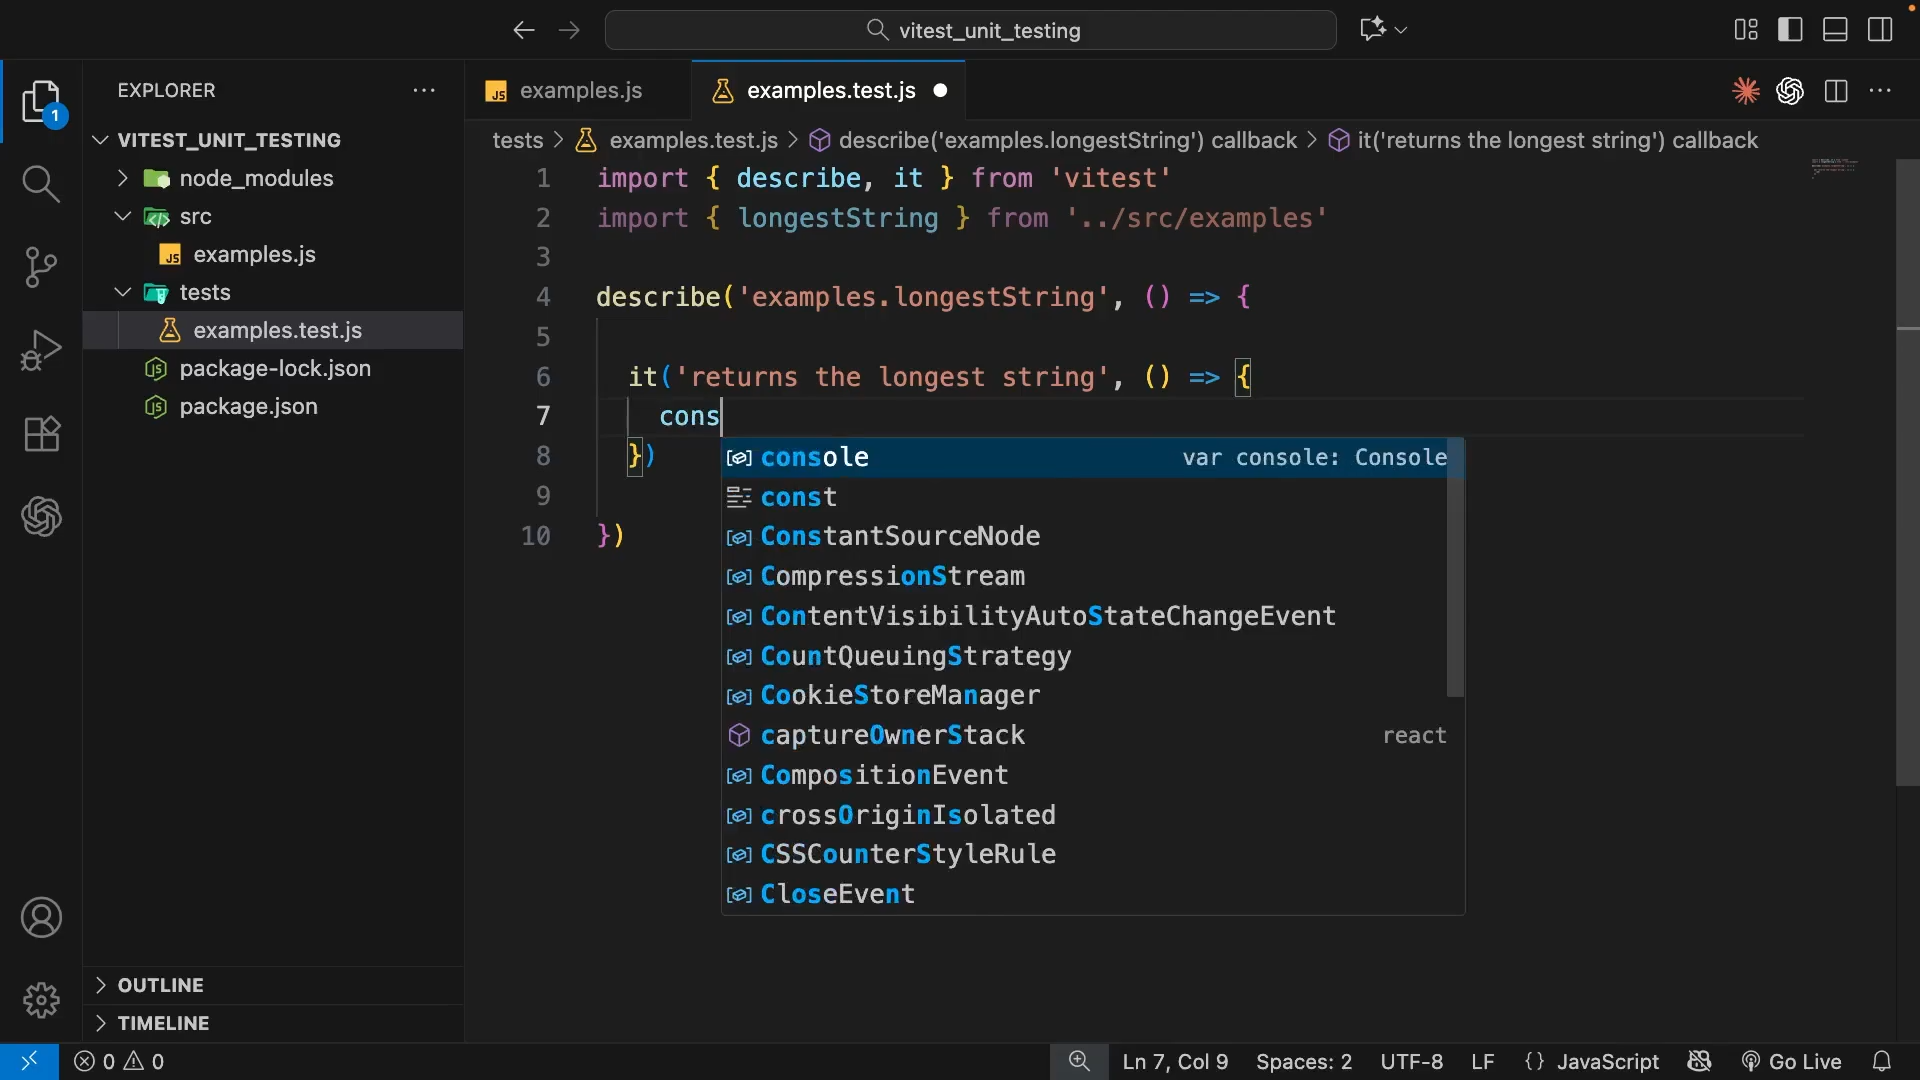 vitest_unit_testing
EXPLORER
examples.js
examples.test.js
1
VITEST_UNIT_TESTING
node_modules
src
examples.js
tests
examples.test.js
package-lock.json
package.json
tests > examples.test.js > describe('examples.longestString') callback > it('returns the longest string') callback
1 import { describe, it } from 'vitest'
2 import { longestString } from '../src/examples'
3
4 describe('examples.longestString', () => {
5
6 it('returns the longest string', () => {
7 cons
8 })
9
10 })
console var console: Console
const
ConstantSourceNode
CompressionStream
ContentVisibilityAutoStateChangeEvent
CountQueuingStrategy
CookieStoreManager
captureOwnerStack react
CompositionEvent
crossOriginIsolated
CSSCounterStyleRule
CloseEvent
OUTLINE
TIMELINE
0 0
Ln 7, Col 9 Spaces: 2 UTF-8 LF {} JavaScript Go Live